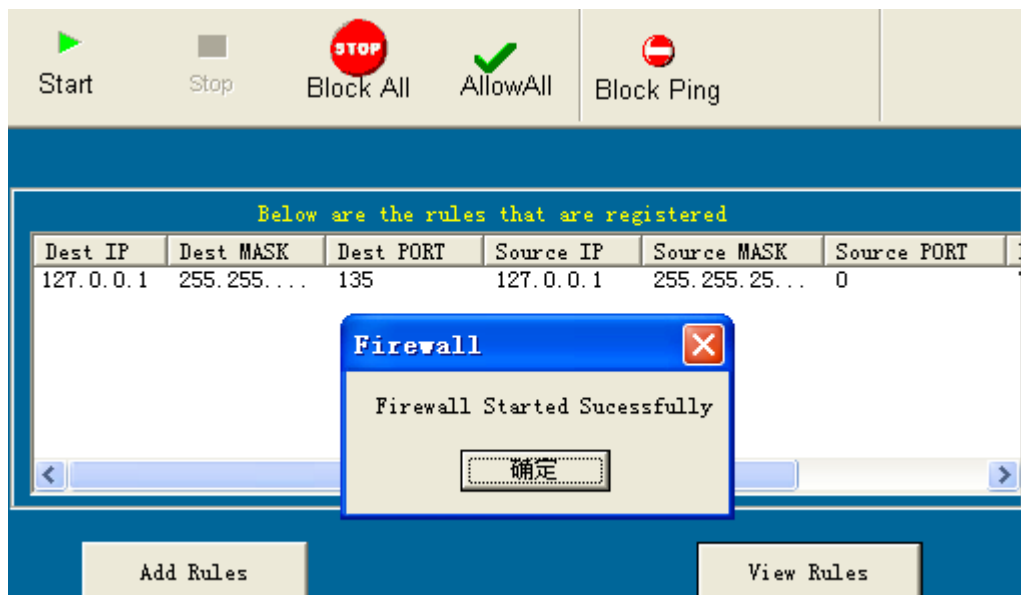 Start
Stop
STOP
Block All
AllowAll
Block Ping
Below are the rules that are registered
Dest IP Dest MASK Dest PORT Source IP Source MASK Source PORT
127.0.0.1 255.255.... 135 127.0.0.1 255.255.25... 0
Firewall
Firewall Started Sucessfully
确定
Add Rules
View Rules